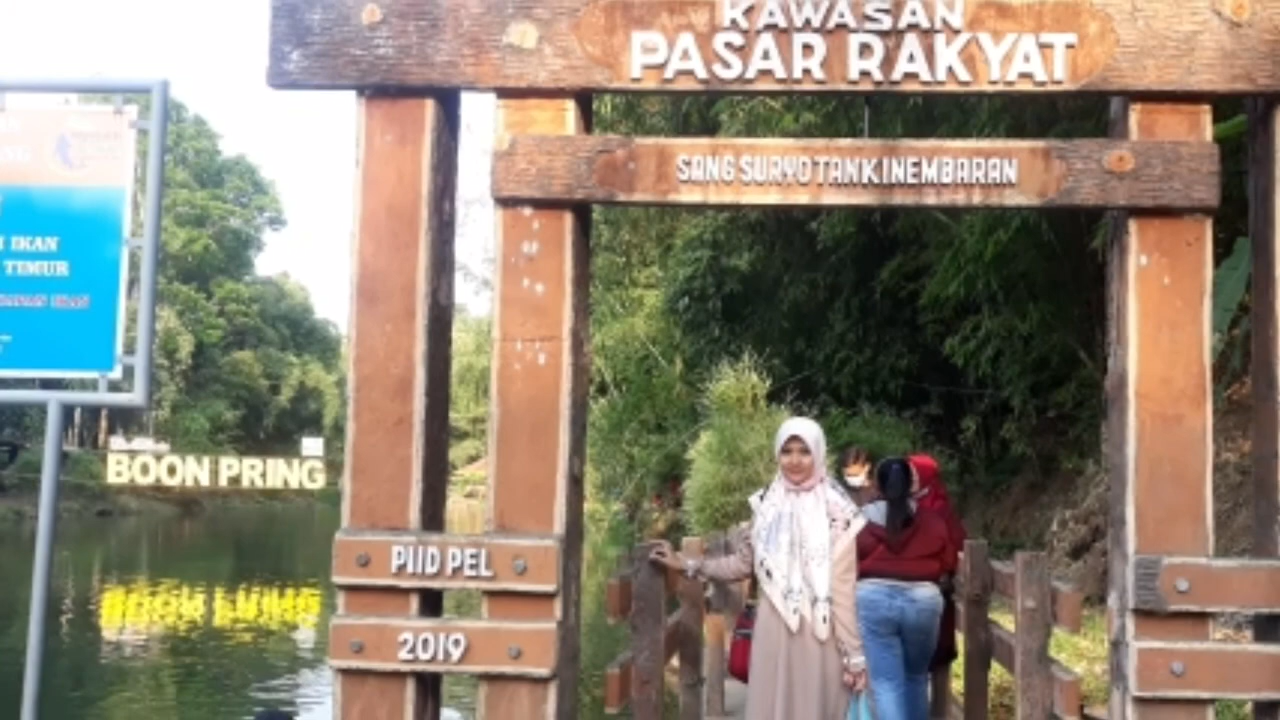 KAWASAN
PASAR RAKYAT
SANG SURYO TANKINEMBARAN
IKAN
TIMUR
BOON PRING
PIID PEL
2019